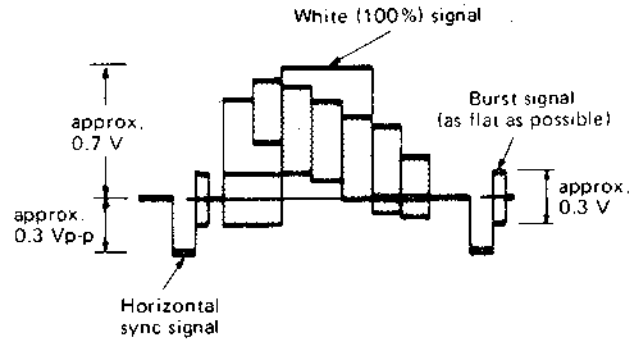 White (100%) signal
Burst signal
(as flat as possible)
approx.
0.7 V
approx.
0.3 V
approx.
0.3 Vp-p
Horizontal
sync signal